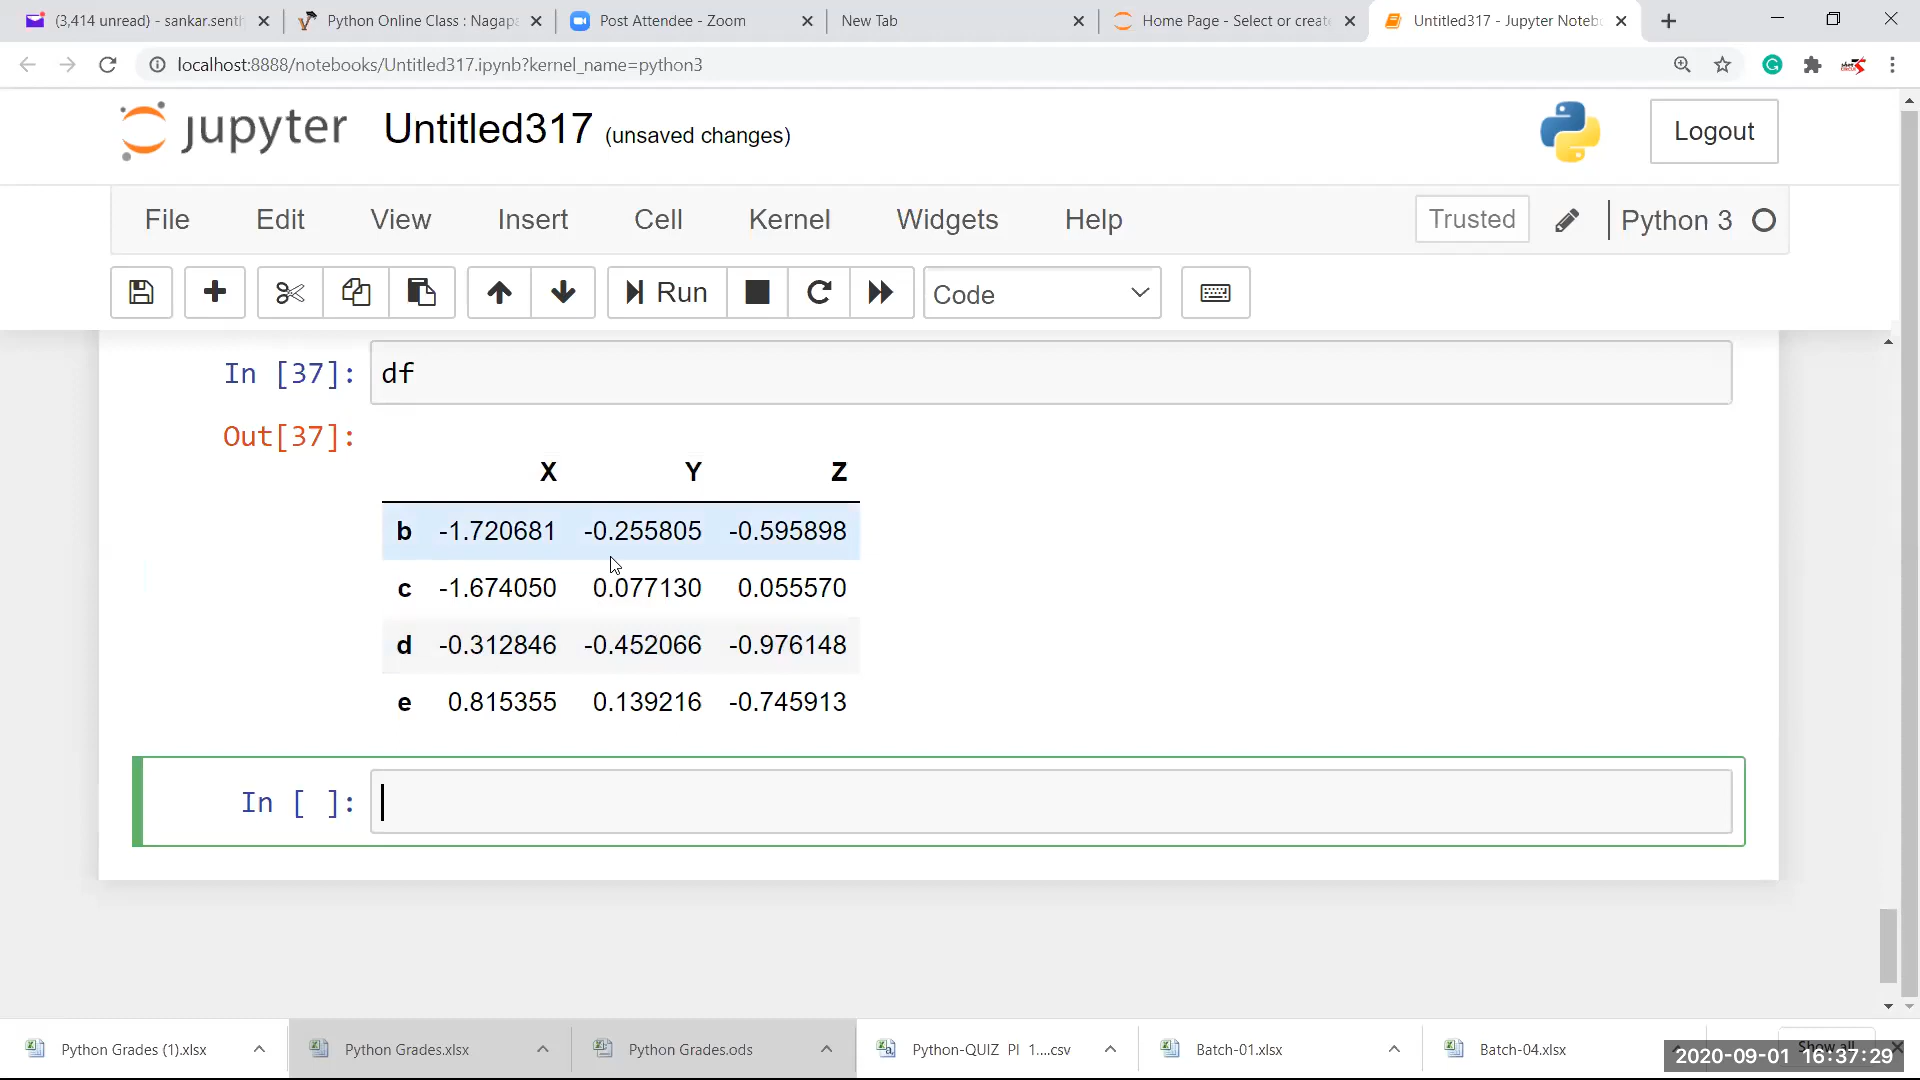 (3,414 unread) - sankar.senth
Python Online Class : Nagapa
Post Attendee - Zoom
New Tab
Home Page - Select or create
Untitled317 - Jupyter Notebo
localhost:8888/notebooks/Untitled317.ipynb?kernel_name=python3
jupyter Untitled317 (unsaved changes)
Logout
File Edit View Insert Cell Kernel Widgets Help Trusted Python 3
Run Code
In [37]: df
Out[37]:
X Y Z
b -1.720681 -0.255805 -0.595898
c -1.674050 0.077130 0.055570
d -0.312846 -0.452066 -0.976148
e 0.815355 0.139216 -0.745913
In [ ]:
Python Grades (1).xlsx
Python Grades.xlsx
Python Grades.ods
Python-QUIZ PI 1....csv
Batch-01.xlsx
Batch-04.xlsx
Show all
2020-09-01 16:37:29